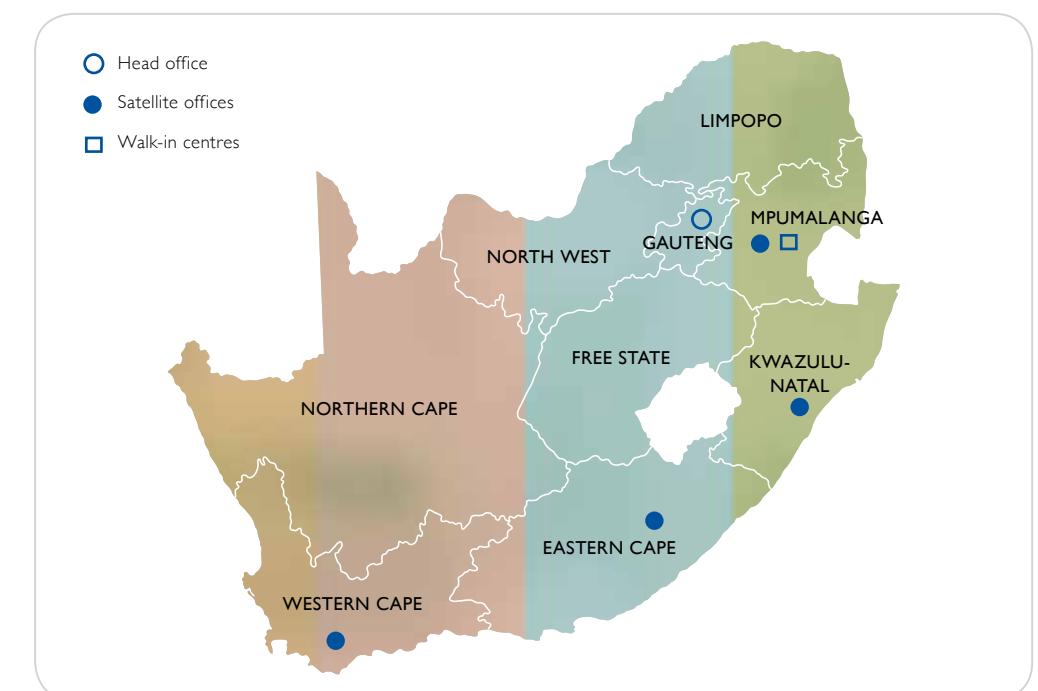 Head office
Satellite offices
Walk-in centres
LIMPOPO
MPUMALANGA
GAUTENG
NORTH WEST
FREE STATE
KWAZULU-
NATAL
NORTHERN CAPE
EASTERN CAPE
WESTERN CAPE